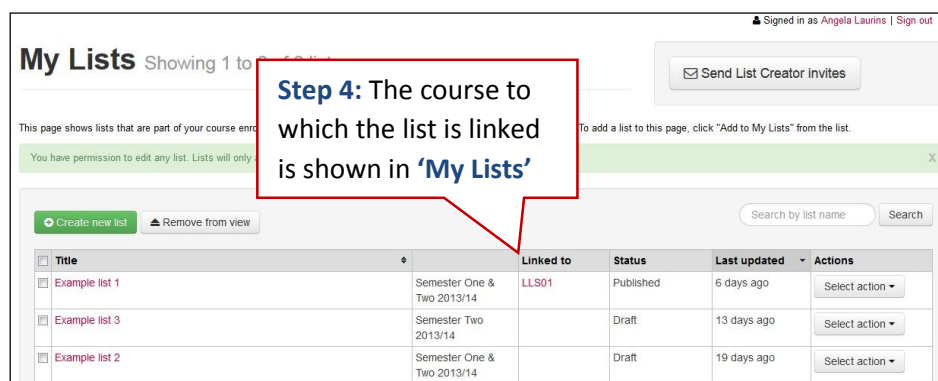 Signed in as Angela Laurins | Sign out
My Lists Showing 1 to
Send List Creator invites
Step 4: The course to
which the list is linked
is shown in ‘My Lists’
This page shows lists that are part of your course To add a list to this page, click "Add to My Lists" from the list.
You have permission to edit any list. Lists will only X
Create new list Remove from view Search by list name Search
Title Linked to Status Last updated Actions
Example list 1 Semester One & LLS01 Published 6 days ago Select action
Two 2013/14
Example list 3 Semester Two Draft 13 days ago Select action
2013/14
Example list 2 Semester One & Draft 19 days ago Select action
Two 2013/14